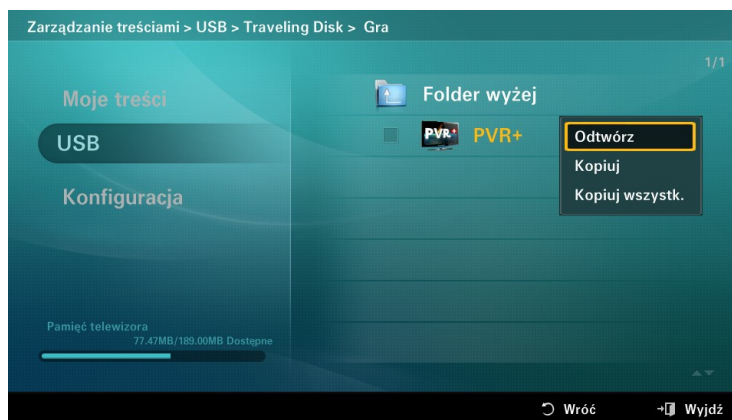 Zarządzanie treściami > USB > Traveling Disk > Gra
1/1
Moje treści
USB
Konfiguracja
Folder wyżej
PVR+ PVR+
Odtwórz
Kopiuj
Kopiuj wszystk.
Pamięć telewizora
77.47MB/189.00MB Dostępne
Wróć
Wyjdź